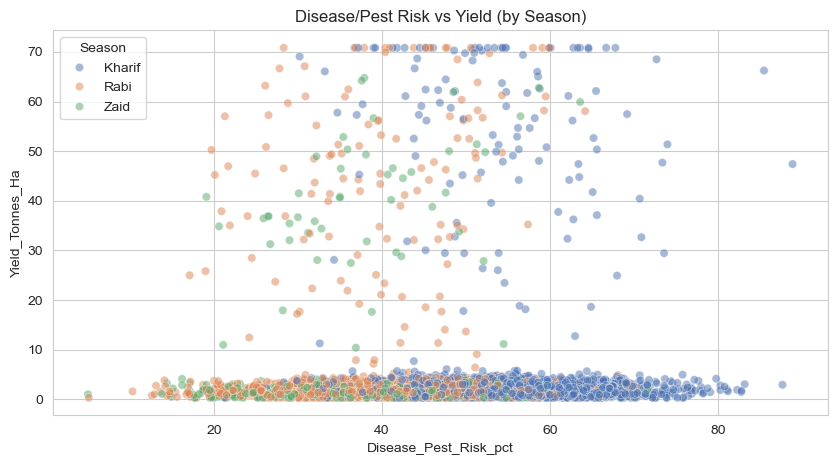 Disease/Pest Risk vs Yield (by Season)
Season
Kharif
Rabi
Zaid
Yield_Tonnes_Ha
70
60
50
40
30
20
10
0
20 40 60 80
Disease_Pest_Risk_pct